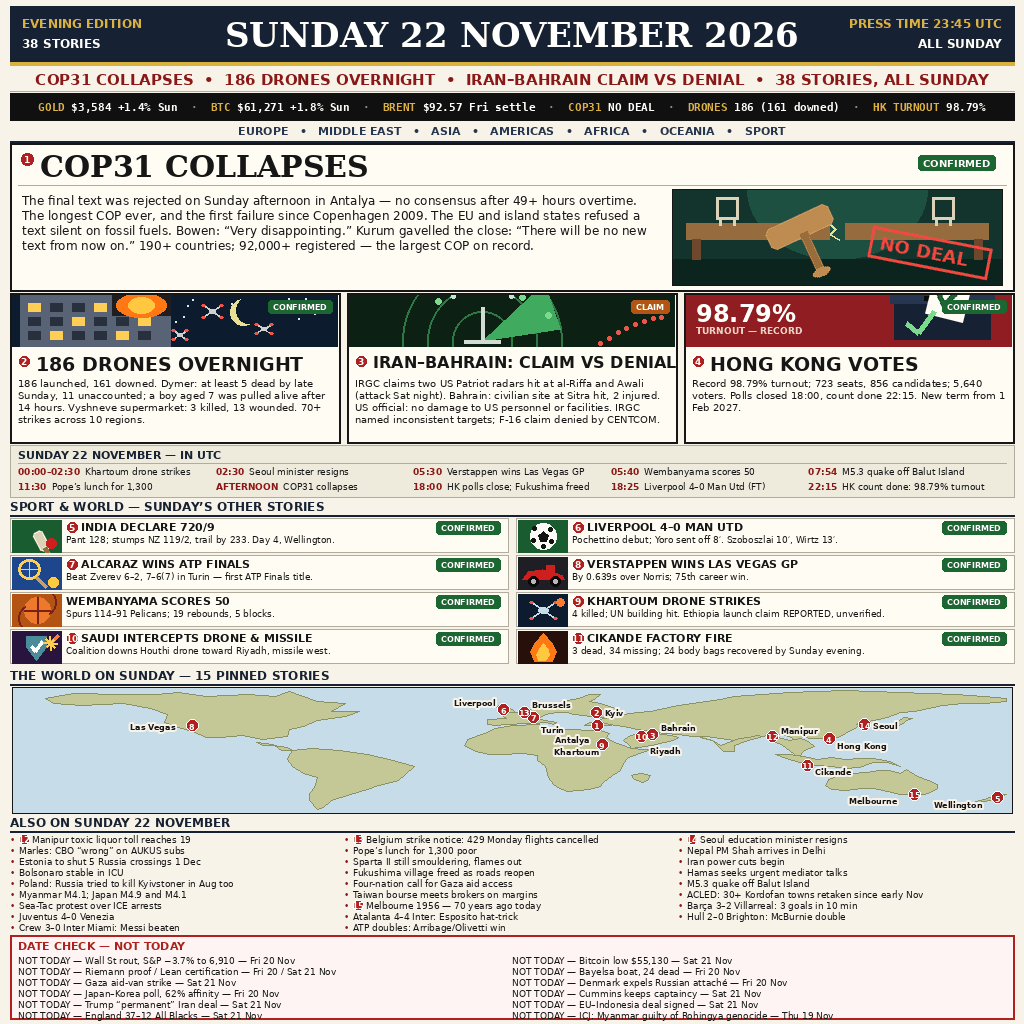 EVENING EDITION
38 STORIES
SUNDAY 22 NOVEMBER 2026
PRESS TIME 23:45 UTC
ALL SUNDAY
COP31 COLLAPSES • 186 DRONES OVERNIGHT • IRAN–BAHRAIN CLAIM VS DENIAL • 38 STORIES, ALL SUNDAY
GOLD $3,584 +1.4% Sun · BTC $61,271 +1.8% Sun · BRENT $92.57 Fri settle · COP31 NO DEAL · DRONES 186 (161 downed) · HK TURNOUT 98.79%
EUROPE • MIDDLE EAST • ASIA • AMERICAS • AFRICA • OCEANIA • SPORT
1 COP31 COLLAPSES
CONFIRMED
The final text was rejected on Sunday afternoon in Antalya — no consensus after 49+ hours overtime.
The longest COP ever, and the first failure since Copenhagen 2009. The EU and island states refused a
text silent on fossil fuels. Bowen: “Very disappointing.” Kurum gavelled the close: “There will be no new
text from now on.” 190+ countries; 92,000+ registered — the largest COP on record.
NO DEAL
CONFIRMED
2 186 DRONES OVERNIGHT
186 launched, 161 downed. Dymer: at least 5 dead by late
Sunday, 11 unaccounted; a boy aged 7 was pulled alive after
14 hours. Vyshneve supermarket: 3 killed, 13 wounded. 70+
strikes across 10 regions.
CLAIM
3 IRAN–BAHRAIN: CLAIM VS DENIAL
IRGC claims two US Patriot radars hit at al-Riffa and Awali
(attack Sat night). Bahrain: civilian site at Sitra hit, 2 injured.
US official: no damage to US personnel or facilities. IRGC
named inconsistent targets; F-16 claim denied by CENTCOM.
98.79%
TURNOUT — RECORD
CONFIRMED
4 HONG KONG VOTES
Record 98.79% turnout; 723 seats, 856 candidates; 5,640
voters. Polls closed 18:00, count done 22:15. New term from 1
Feb 2027.
SUNDAY 22 NOVEMBER — IN UTC
00:00–02:30 Khartoum drone strikes
02:30 Seoul minister resigns
05:30 Verstappen wins Las Vegas GP
05:40 Wembanyama scores 50
07:54 M5.3 quake off Balut Island
11:30 Pope’s lunch for 1,300
AFTERNOON COP31 collapses
18:00 HK polls close; Fukushima freed
18:25 Liverpool 4–0 Man Utd (FT)
22:15 HK count done: 98.79% turnout
SPORT & WORLD — SUNDAY’S OTHER STORIES
5 INDIA DECLARE 720/9
CONFIRMED
Pant 128; stumps NZ 119/2, trail by 233. Day 4, Wellington.
6 LIVERPOOL 4–0 MAN UTD
CONFIRMED
Pochettino debut; Yoro sent off 8′. Szoboszlai 10′, Wirtz 13′.
7 ALCARAZ WINS ATP FINALS
CONFIRMED
Beat Zverev 6–2, 7–6(7) in Turin — first ATP Finals title.
8 VERSTAPPEN WINS LAS VEGAS GP
CONFIRMED
By 0.639s over Norris; 75th career win.
WEMBANYAMA SCORES 50
CONFIRMED
Spurs 114–91 Pelicans; 19 rebounds, 5 blocks.
9 KHARTOUM DRONE STRIKES
CONFIRMED
4 killed; UN building hit. Ethiopia launch claim REPORTED, unverified.
10 SAUDI INTERCEPTS DRONE & MISSILE
CONFIRMED
Coalition downs Houthi drone toward Riyadh, missile west.
11 CIKANDE FACTORY FIRE
CONFIRMED
3 dead, 34 missing; 24 body bags recovered by Sunday evening.
THE WORLD ON SUNDAY — 15 PINNED STORIES
Liverpool 6
13 Brussels
7
Turin
2 Kyiv
1
Antalya
Las Vegas 8
9
Khartoum
10 3 Bahrain
Riyadh
12 Manipur
4
Hong Kong
14 Seoul
11
Cikande
Melbourne 15
Wellington 5
ALSO ON SUNDAY 22 NOVEMBER
• 12 Manipur toxic liquor toll reaches 19
• Marles: CBO “wrong” on AUKUS subs
• Estonia to shut 5 Russia crossings 1 Dec
• Bolsonaro stable in ICU
• Poland: Russia tried to kill Kyivstoner in Aug too
• Myanmar M4.1; Japan M4.9 and M4.1
• Sea-Tac protest over ICE arrests
• Juventus 4–0 Venezia
• Crew 3–0 Inter Miami: Messi beaten
• 13 Belgium strike notice: 429 Monday flights cancelled
• Pope’s lunch for 1,300 poor
• Sparta II still smouldering, flames out
• Fukushima village freed as roads reopen
• Four-nation call for Gaza aid access
• Taiwan bourse meets brokers on margins
• 15 Melbourne 1956 — 70 years ago today
• Atalanta 4–4 Inter: Esposito hat-trick
• ATP doubles: Arribage/Olivetti win
• 14 Seoul education minister resigns
• Nepal PM Shah arrives in Delhi
• Iran power cuts begin
• Hamas seeks urgent mediator talks
• M5.3 quake off Balut Island
• ACLED: 30+ Kordofan towns retaken since early Nov
• Barça 3–2 Villarreal: 3 goals in 10 min
• Hull 2–0 Brighton: McBurnie double
DATE CHECK — NOT TODAY
NOT TODAY — Wall St rout, S&P −3.7% to 6,910 — Fri 20 Nov
NOT TODAY — Riemann proof / Lean certification — Fri 20 / Sat 21 Nov
NOT TODAY — Gaza aid-van strike — Sat 21 Nov
NOT TODAY — Japan–Korea poll, 62% affinity — Fri 20 Nov
NOT TODAY — Trump “permanent” Iran deal — Sat 21 Nov
NOT TODAY — England 37–12 All Blacks — Sat 21 Nov
NOT TODAY — Bitcoin low $55,130 — Sat 21 Nov
NOT TODAY — Bayelsa boat, 24 dead — Fri 20 Nov
NOT TODAY — Denmark expels Russian attaché — Fri 20 Nov
NOT TODAY — Cummins keeps captaincy — Sat 21 Nov
NOT TODAY — EU–Indonesia deal signed — Sat 21 Nov
NOT TODAY — ICJ: Myanmar guilty of Rohingya genocide — Thu 19 Nov